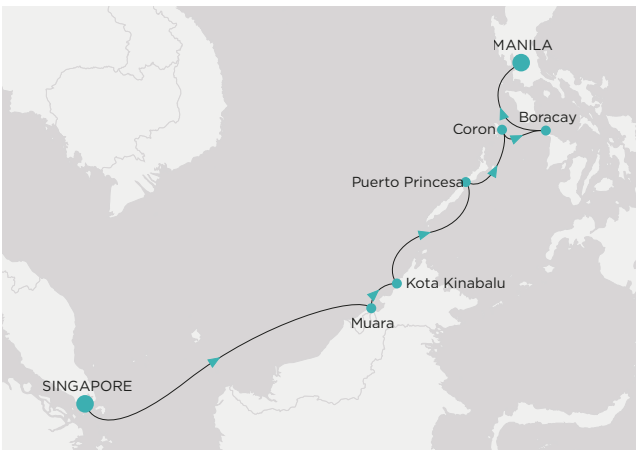 MANILA
Boracay
Coron
Puerto Princesa
Kota Kinabalu
Muara
SINGAPORE